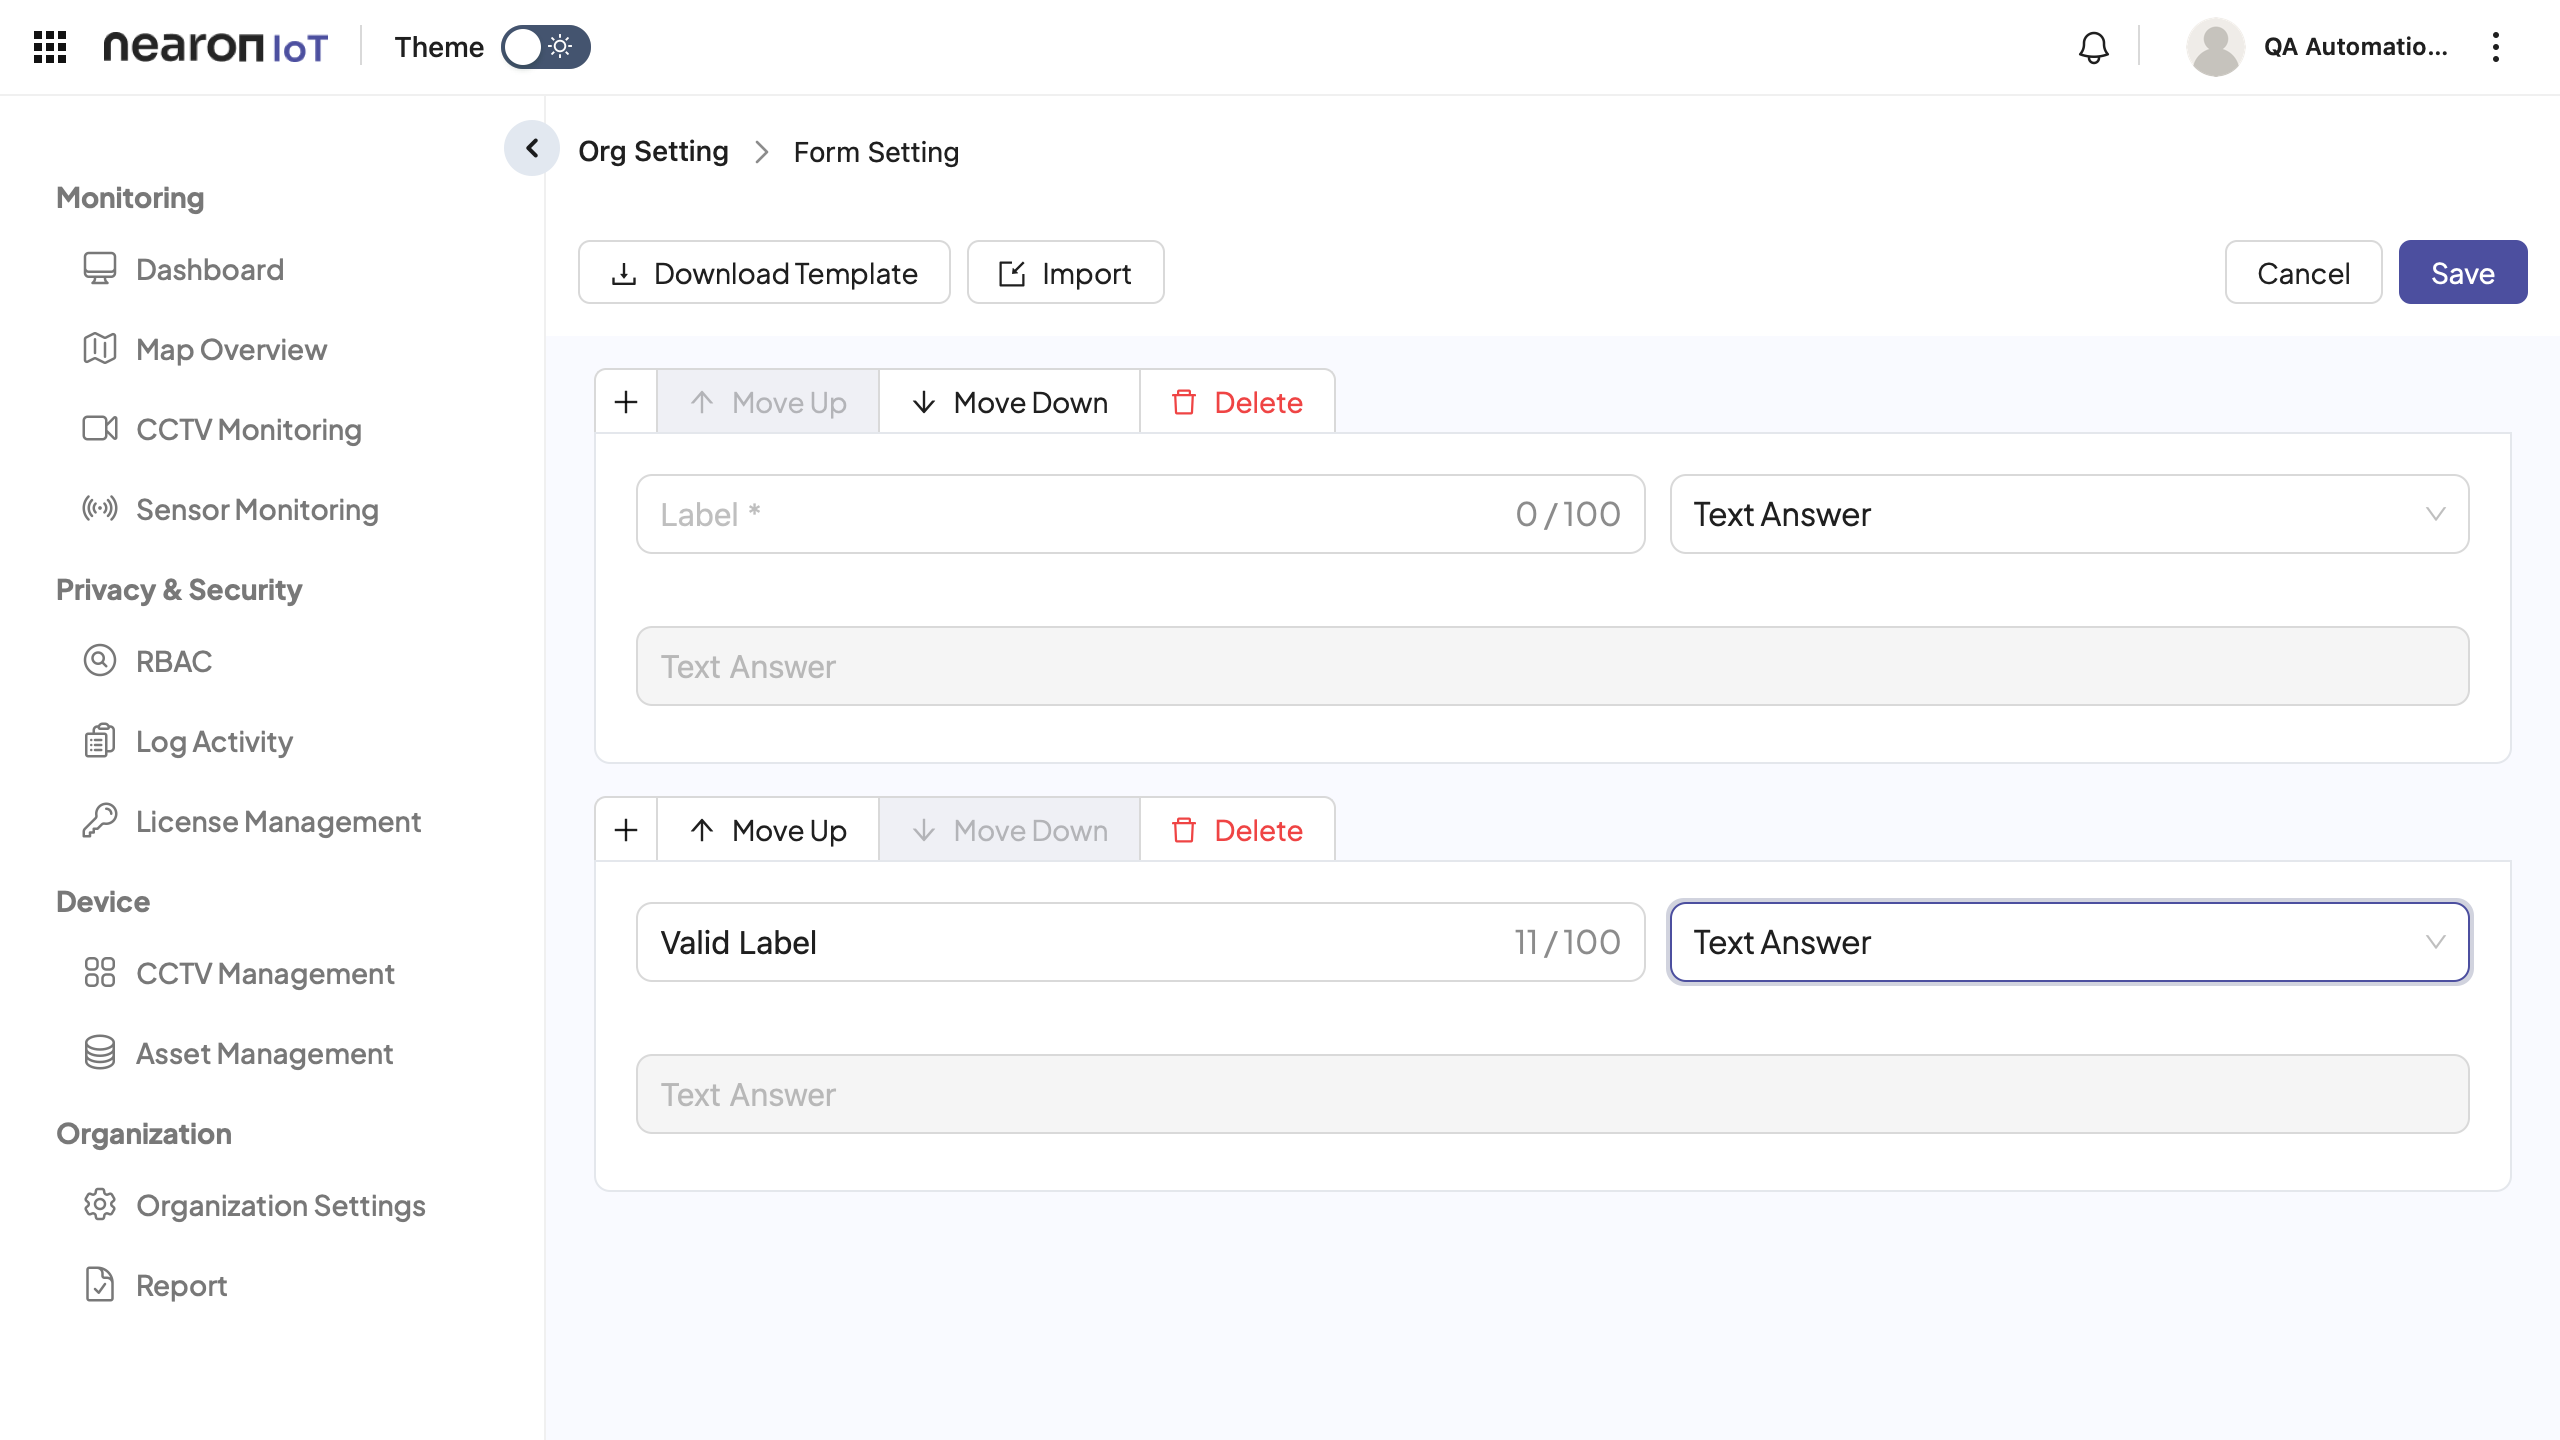 nearon IoT
Theme
QA Automatio...
Org Setting
Form Setting
Monitoring
Dashboard
Map Overview
CCTV Monitoring
Sensor Monitoring
Privacy & Security
RBAC
Log Activity
License Management
Device
CCTV Management
Asset Management
Organization
Organization Settings
Report
Download Template
Import
Cancel
Save
Move Up
Move Down
Delete
Label *
0 / 100
Text Answer
Text Answer
Move Up
Move Down
Delete
Valid Label
11 / 100
Text Answer
Text Answer